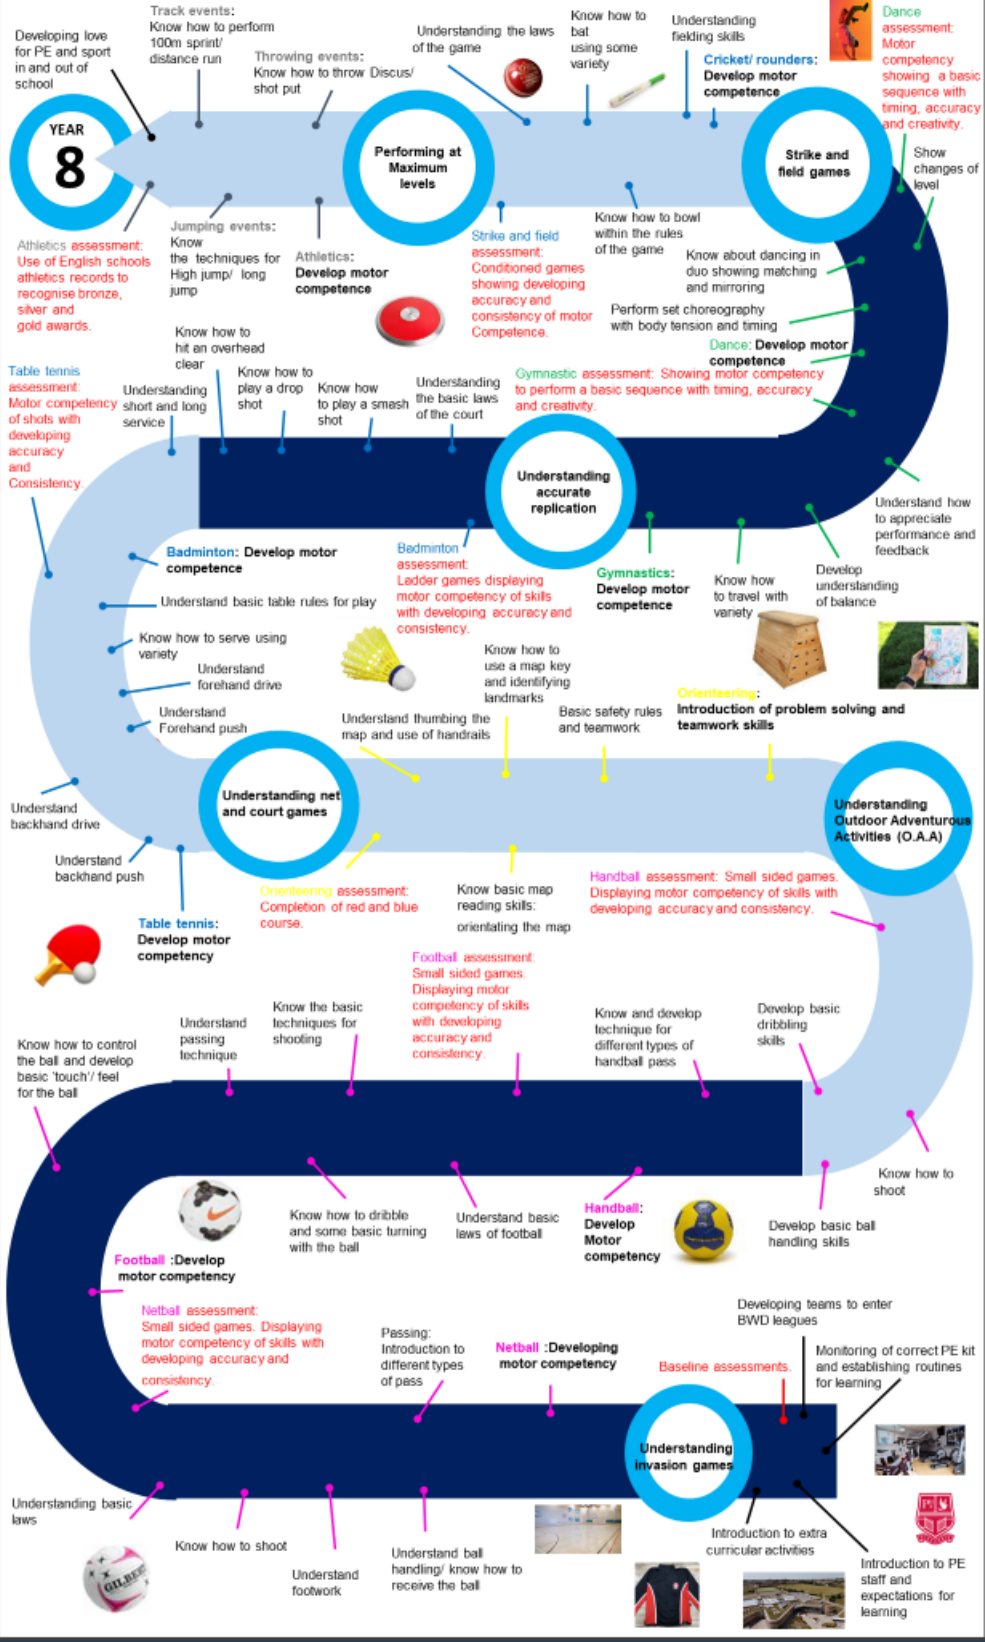 Developing love
for PE and sport
in and out of
school
Track events:
Know how to perform
100m sprint/
distance run
Throwing events:
Know how to throw Discus/
shot put
Understanding the laws
of the game
Know how to
bat
using some
variety
Understanding
fielding skills
Cricket/ rounders:
Develop motor
competence
Dance
assessment:
Motor
competency
showing a basic
sequence with
timing, accuracy
and creativity.
YEAR
8
Performing at
Maximum
levels
Strike and
field games
Show
changes of
level
Athletics assessment:
Use of English schools
athletics records to
recognise bronze,
silver and
gold awards.
Jumping events:
Know
the techniques for
High jump/ long
jump
Athletics:
Develop motor
competence
Strike and field
assessment:
Conditioned games
showing developing
accuracy and
consistency of motor
Competence.
Know how to bowl
within the rules
of the game
Know about dancing in
duo showing matching
and mirroring
Perform set choreography
with body tension and timing
Dance: Develop motor
competence
Table tennis
assessment:
Motor competency
of shots with
developing
accuracy
and
Consistency.
Understanding
short and long
service
Know how to
hit an overhead
clear
Know how to
play a drop
shot
Know how
to play a smash
shot
Understanding
the basic laws
of the court
Gymnastic assessment: Showing motor competency
to perform a basic sequence with timing, accuracy
and creativity.
Understanding
accurate
replication
Understand how
to appreciate
performance and
feedback
Badminton: Develop motor
competence
Badminton
assessment:
Ladder games displaying
motor competency of skills
with developing accuracy and
consistency.
Gymnastics:
Develop motor
competence
Know how
to travel with
variety
Develop
understanding
of balance
Understand basic table rules for play
Know how to serve using
variety
Understand
forehand drive
Understand
Forehand push
Understand thumbing the
map and use of handrails
Know how to
use a map key
and identifying
landmarks
Basic safety rules
and teamwork
Orienteering:
Introduction of problem solving and
teamwork skills
Understand
backhand drive
Understanding net
and court games
Understanding
Outdoor Adventurous
Activities (O.A.A)
Understand
backhand push
Table tennis:
Develop motor
competency
Orienteering assessment:
Completion of red and blue
course.
Know basic map
reading skills:
orientating the map
Handball assessment: Small sided games.
Displaying motor competency of skills with
developing accuracy and consistency.
Know how to control
the ball and develop
basic 'touch'/ feel
for the ball
Understand
passing
technique
Know the basic
techniques for
shooting
Football assessment:
Small sided games.
Displaying motor
competency of skills
with developing
accuracy and
consistency.
Know and develop
technique for
different types of
handball pass
Develop basic
dribbling
skills
Know how to
shoot
Know how to dribble
and some basic turning
with the ball
Understand basic
laws of football
Handball:
Develop
Motor
competency
Develop basic ball
handling skills
Football :Develop
motor competency
Netball assessment:
Small sided games. Displaying
motor competency of skills with
developing accuracy and
consistency.
Passing:
Introduction to
different types
of pass
Netball :Developing
motor competency
Baseline assessments.
Developing teams to enter
BWD leagues
Monitoring of correct PE kit
and establishing routines
for learning
Understanding
invasion games
Understanding basic
laws
Know how to shoot
Understand
footwork
Understand ball
handling/ know how to
receive the ball
Introduction to extra
curricular activities
Introduction to PE
staff and
expectations for
learning
GILBERT